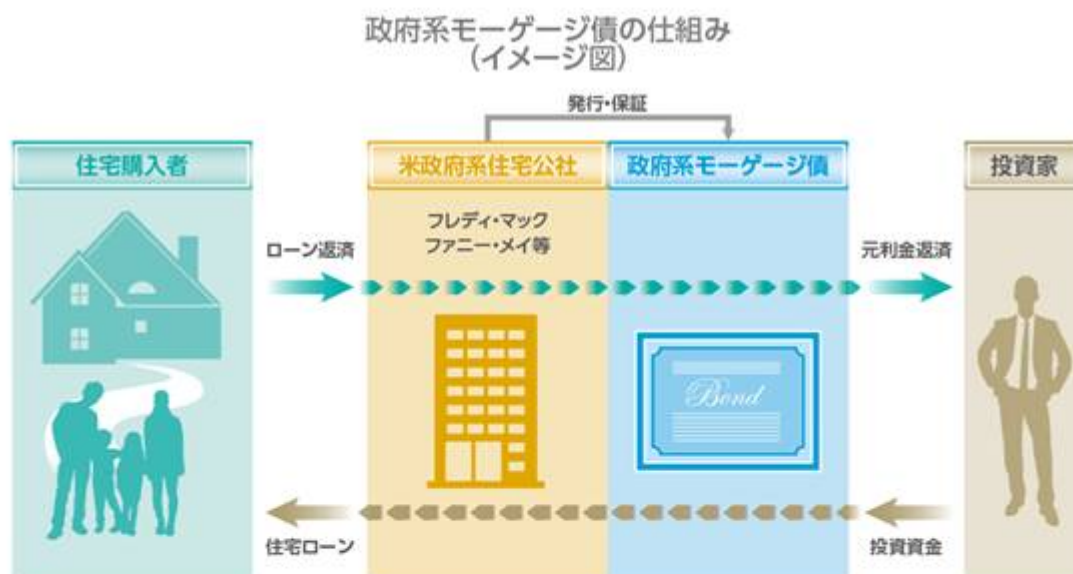 政府系モーゲージ債の仕組み
(イメージ図)
発行・保証
住宅購入者
米政府系住宅公社
政府系モーゲージ債
投資家
フレディ・マック
ファニー・メイ等
ローン返済
元利金返済
Bond
住宅ローン
投資資金